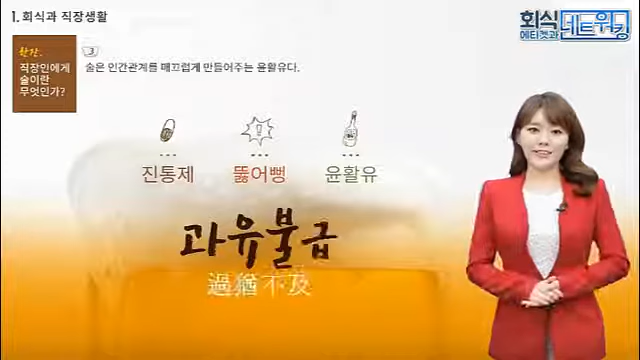 1. 회식과 직장생활
회식
에티켓과
네트워킹
한잔.
직장인에게
술이란
무엇인가?
3
술은 인간관계를 매끄럽게 만들어주는 윤활유다.
진통제 뚫어뻥 윤활유
과유불급
過猶不及